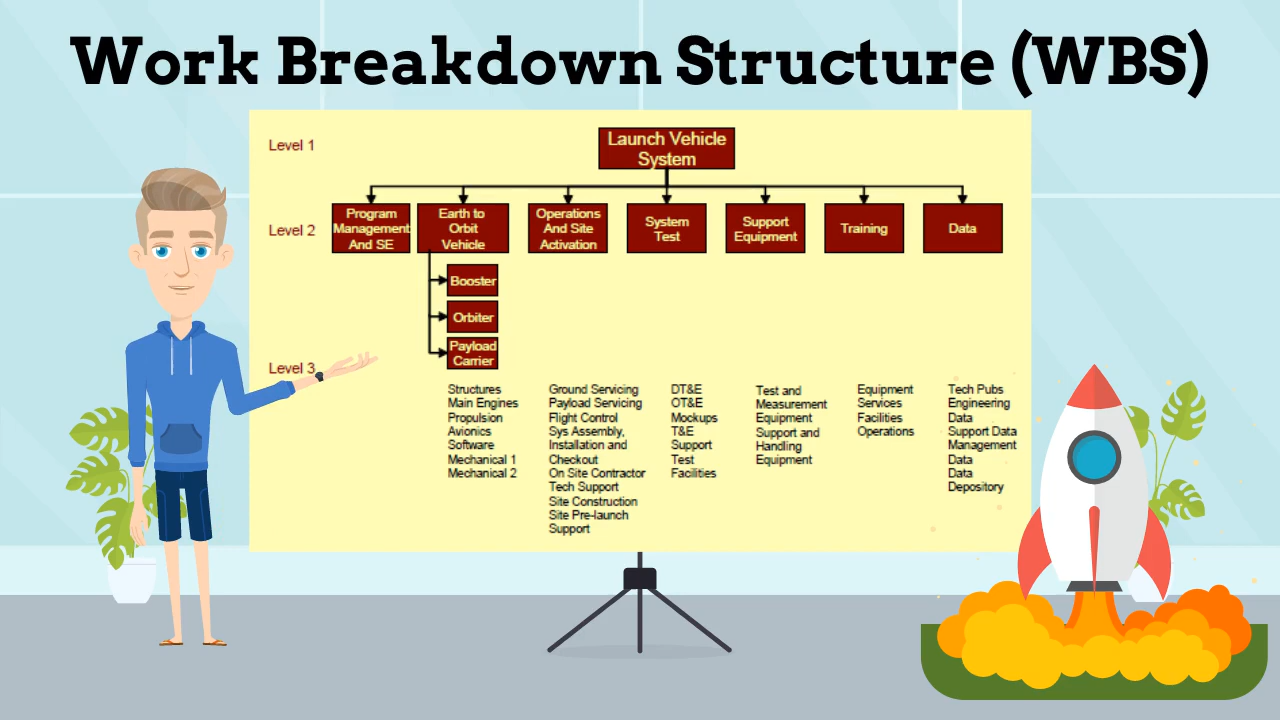 Work Breakdown Structure (WBS)
Level 1
Launch Vehicle
System
Level 2
Program
Management
And SE
Earth to
Orbit
Vehicle
Operations
And Site
Activation
System
Test
Support
Equipment
Training
Data
Booster
Orbiter
Payload
Carrier
Level 3
Structures
Main Engines
Propulsion
Avionics
Software
Mechanical 1
Mechanical 2
Ground Servicing
Payload Servicing
Flight Control
Sys Assembly,
Installation and
Checkout
On Site Contractor
Tech Support
Site Construction
Site Pre-launch
Support
DT&E
OT&E
Mockups
T&E
Support
Test
Facilities
Test and
Measurement
Equipment
Support and
Handling
Equipment
Equipment
Services
Facilities
Operations
Tech Pubs
Engineering
Data
Support Data
Management
Data
Data
Depository